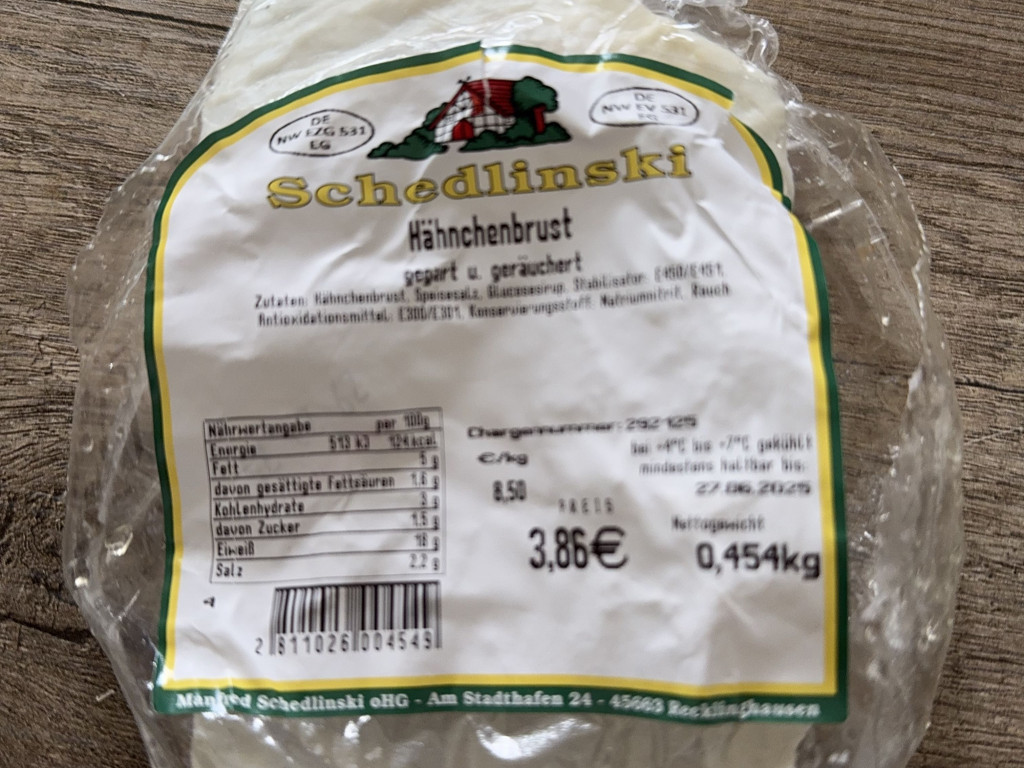 DE
NW EZG 531
EG
DE
NW EV 531
EG
Schedlinski
Hähnchenbrust
gepart u. geräuchert
Zutaten: Hähnchenbrust, Speisesalz, Glucosesirup, Stabilisator: E450/E451,
Antioxidationsmittel: E300/E301, Konservierungsstoff: Natriumnitrit, Rauch
Nährwertangabe per 100g
Energie 513 kJ 124 kcal
Fett 5 g
davon gesättigte Fettsäuren 1,6 g
Kohlenhydrate 3 g
davon Zucker 1,5 g
Eiweiß 18 g
Salz 2,2 g
Chargennummer: 292125
bei +4°C bis +7°C gekühlt
mindestens haltbar bis:
27.06.2025
€/kg
8,50
PREIS
3,86€
Nettogewicht
0,454kg
4
2 811026 004549
Manfred Schedlinski oHG - Am Stadthafen 24 - 45663 Recklinghausen